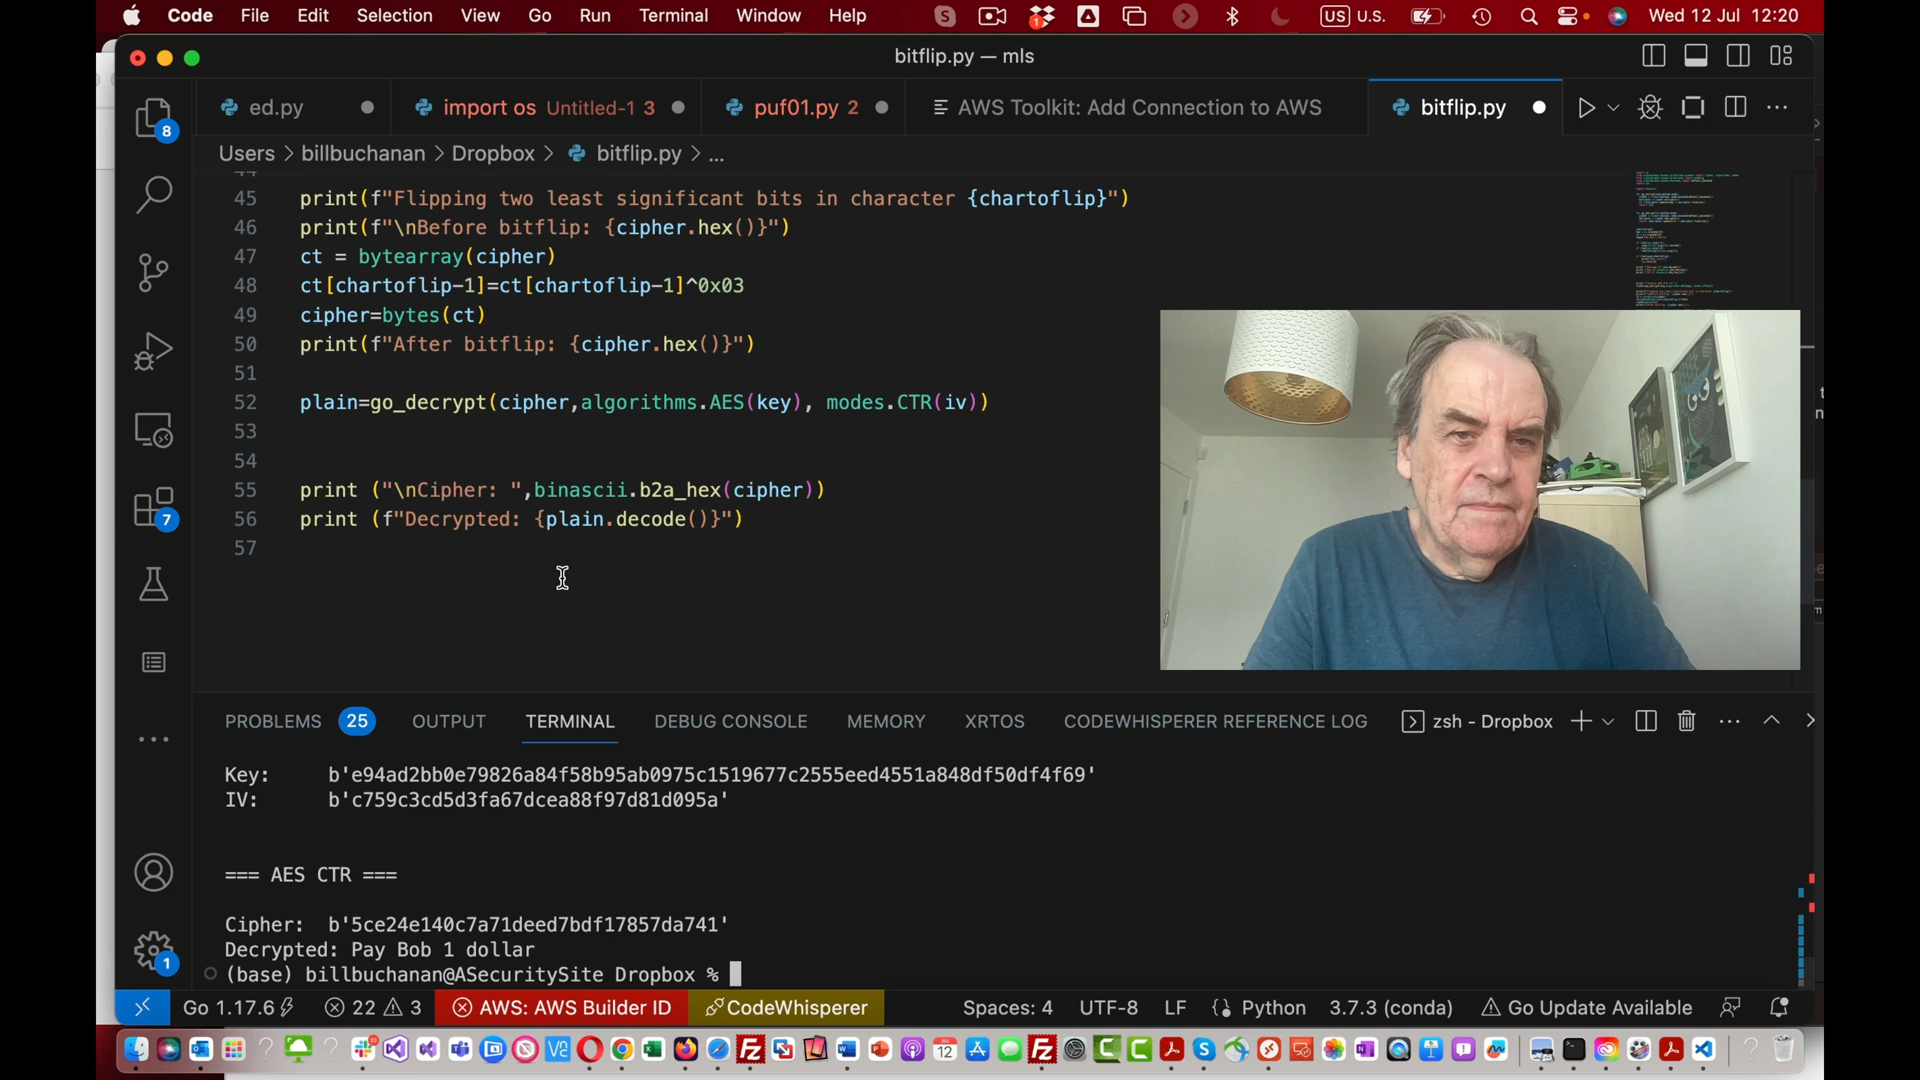 Code File Edit Selection View Go Run Terminal Window Help US U.S. Wed 12 Jul 12:20
bitflip.py — mls
ed.py import os Untitled-1 3 puf01.py 2 AWS Toolkit: Add Connection to AWS bitflip.py
Users > billbuchanan > Dropbox > bitflip.py > ...
44
45 print(f"Flipping two least significant bits in character {chartoflip}")
46 print(f"\nBefore bitflip: {cipher.hex()}")
47 ct = bytearray(cipher)
48 ct[chartoflip-1]=ct[chartoflip-1]^0x03
49 cipher=bytes(ct)
50 print(f"After bitflip: {cipher.hex()}")
51
52 plain=go_decrypt(cipher,algorithms.AES(key), modes.CTR(iv))
53
54
55 print ("\nCipher: ",binascii.b2a_hex(cipher))
56 print (f"Decrypted: {plain.decode()}")
57
8
7
1
PROBLEMS 25 OUTPUT TERMINAL DEBUG CONSOLE MEMORY XRTOS CODEWHISPERER REFERENCE LOG zsh - Dropbox
Key: b'e94ad2bb0e79826a84f58b95ab0975c1519677c2555eed4551a848df50df4f69'
IV: b'c759c3cd5d3fa67dcea88f97d81d095a'
=== AES CTR ===
Cipher: b'5ce24e140c7a71deed7bdf17857da741'
Decrypted: Pay Bob 1 dollar
(base) billbuchanan@ASecuritySite Dropbox %
Go 1.17.6 22 3 AWS: AWS Builder ID CodeWhisperer Spaces: 4 UTF-8 LF Python 3.7.3 (conda) Go Update Available